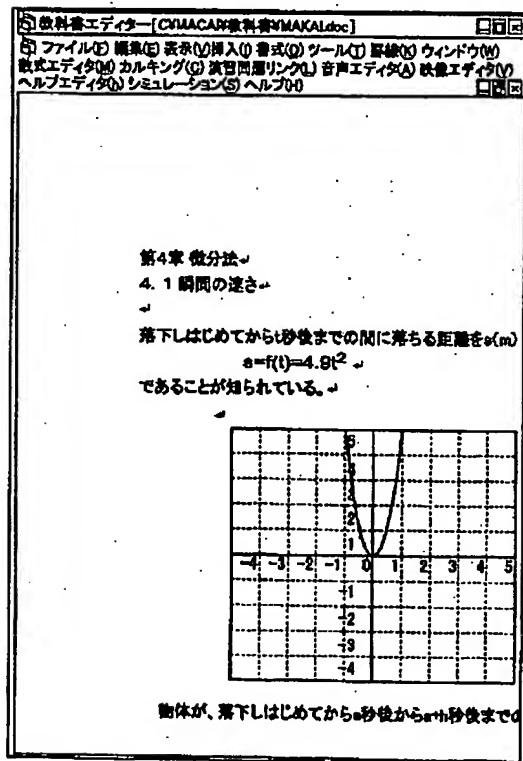 教科書エディター-[C:¥MACAP¥教科書¥MAKAI.doc]
ファイル(F) 編集(E) 表示(V) 挿入(I) 書式(O) ツール(T) 罫線(K) ウィンドウ(W)
数式エディタ(M) カルキング(C) 演習問題リンク(L) 音声エディタ(A) 映像エディタ(V)
ヘルプエディタ(h) シミュレーション(S) ヘルプ(H)
第4章 微分法↵
4. 1 瞬間の速さ↵
↵
落下しはじめてからt秒後までの間に落ちる距離をs(m)
s=f(t)=4.9t²↵
であることが知られている。↵
↵
5
4
3
2
1
-4 -3 -2 -1 0 1 2 3 4 5
-1
-2
-3
-4
物体が、落下しはじめてからa秒後からa+h秒後までの